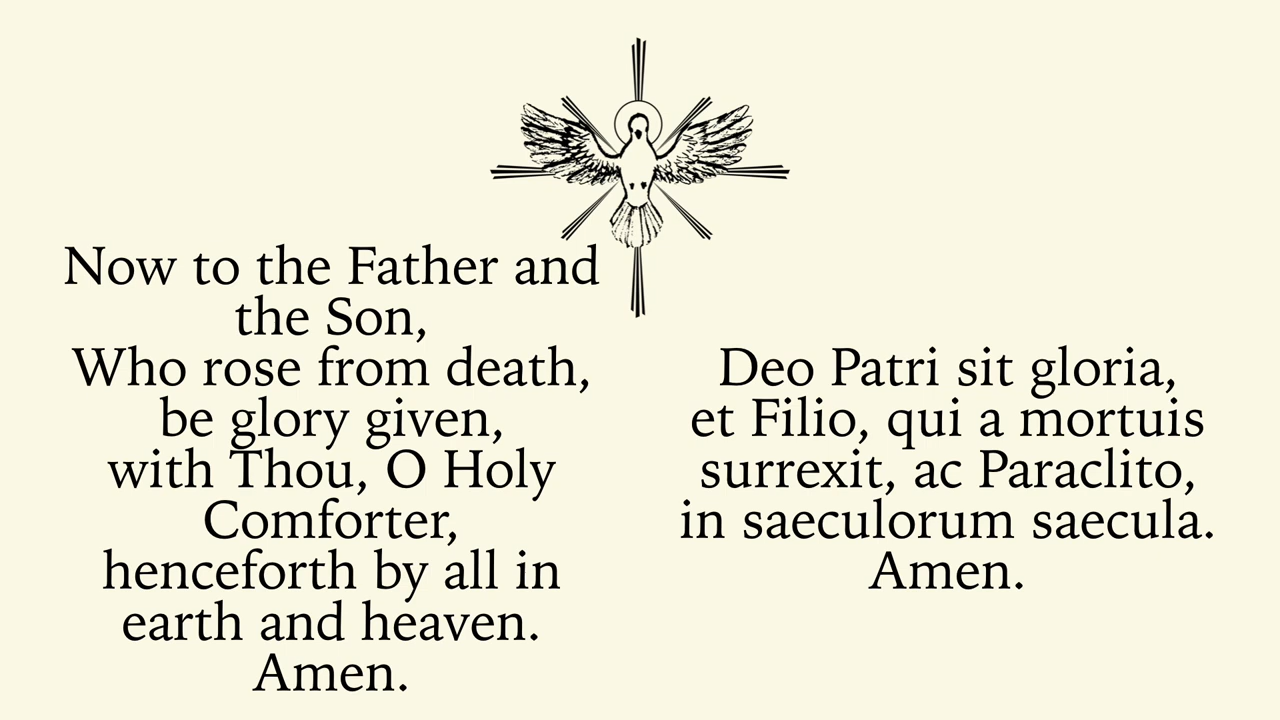 Now to the Father and
the Son,
Who rose from death,
be glory given,
with Thou, O Holy
Comforter,
henceforth by all in
earth and heaven.
Amen.
Deo Patri sit gloria,
et Filio, qui a mortuis
surrexit, ac Paraclito,
in saeculorum saecula.
Amen.